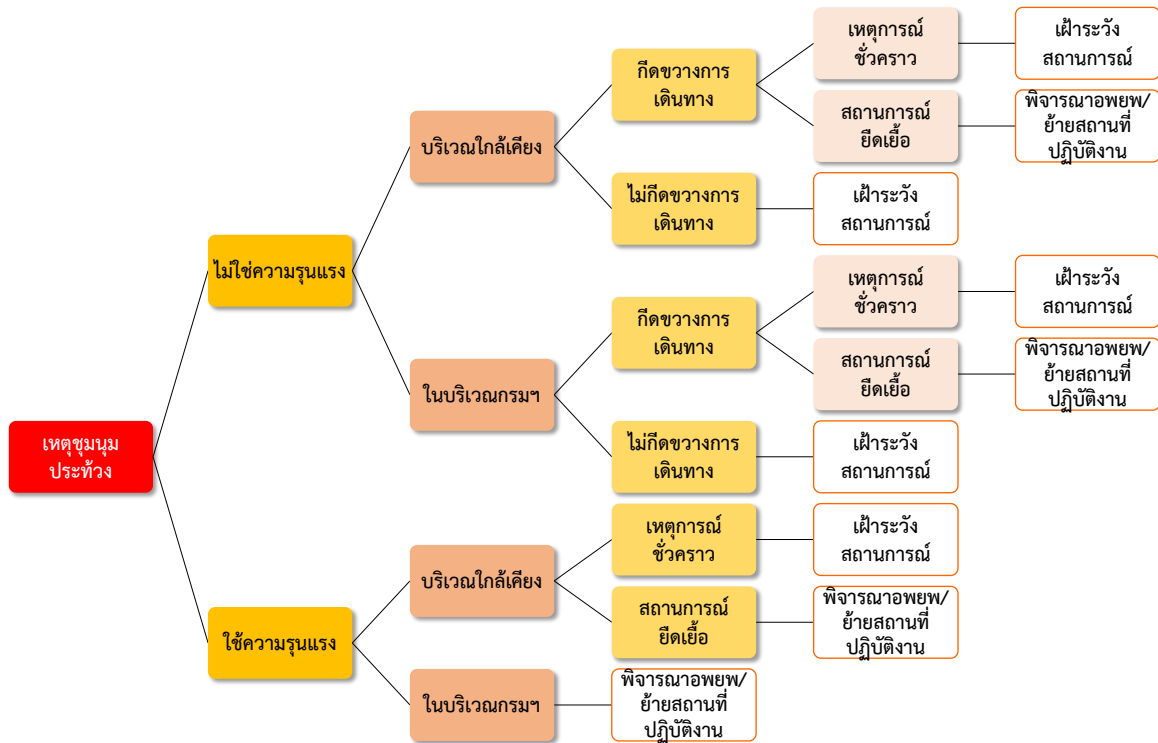 เหตุชุมนุม
ประท้วง
ไม่ใช่ความรุนแรง
บริเวณใกล้เคียง
กีดขวางการ
เดินทาง
เหตุการณ์
ชั่วคราว
เฝ้าระวัง
สถานการณ์
สถานการณ์
ยืดเยื้อ
พิจารณาอพยพ/
ย้ายสถานที่
ปฏิบัติงาน
ไม่กีดขวางการ
เดินทาง
เฝ้าระวัง
สถานการณ์
ในบริเวณกรมฯ
กีดขวางการ
เดินทาง
เหตุการณ์
ชั่วคราว
เฝ้าระวัง
สถานการณ์
สถานการณ์
ยืดเยื้อ
พิจารณาอพยพ/
ย้ายสถานที่
ปฏิบัติงาน
ไม่กีดขวางการ
เดินทาง
เฝ้าระวัง
สถานการณ์
ใช้ความรุนแรง
บริเวณใกล้เคียง
เหตุการณ์
ชั่วคราว
เฝ้าระวัง
สถานการณ์
สถานการณ์
ยืดเยื้อ
พิจารณาอพยพ/
ย้ายสถานที่
ปฏิบัติงาน
ในบริเวณกรมฯ
พิจารณาอพยพ/
ย้ายสถานที่
ปฏิบัติงาน